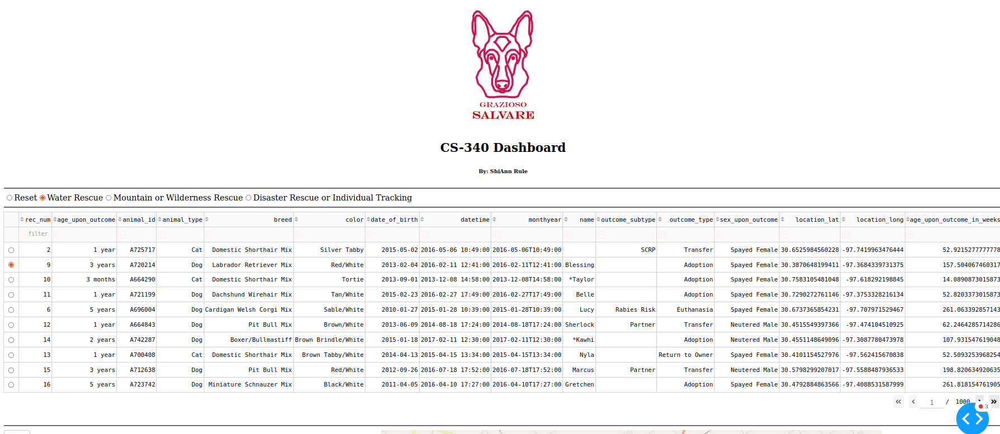 GRAZIOSO
SALVARE
CS-340 Dashboard
By: ShiAnn Rule
Reset Water Rescue Mountain or Wilderness Rescue Disaster Rescue or Individual Tracking
rec_num age_upon_outcome animal_id animal_type breed color date_of_birth datetime monthyear name outcome_subtype outcome_type sex_upon_outcome location_lat location_long age_upon_outcome_in_weeks
Aa filter Aa Aa Aa Aa Aa Aa Aa Aa Aa Aa Aa Aa Aa Aa Aa
2 1 year A725717 Cat Domestic Shorthair Mix Silver Tabby 2015-05-02 2016-05-06 10:49:00 2016-05-06T10:49:00 SCRP Transfer Spayed Female 30.6525984560228 -97.7419963476444 52.9215277777778
9 3 years A720214 Dog Labrador Retriever Mix Red/White 2013-02-04 2016-02-11 12:41:00 2016-02-11T12:41:00 Blessing Adoption Spayed Female 30.3870648199411 -97.3684339731375 157.504067460317
10 3 months A664290 Cat Domestic Shorthair Mix Tortie 2013-09-01 2013-12-08 14:58:00 2013-12-08T14:58:00 *Taylor Adoption Spayed Female 30.7583105481048 -97.618292198845 14.0890873015873
11 1 year A721199 Dog Dachshund Wirehair Mix Tan/White 2015-02-23 2016-02-27 17:49:00 2016-02-27T17:49:00 Belle Adoption Spayed Female 30.7290272761146 -97.3753328216134 52.8203373015873
6 5 years A696004 Dog Cardigan Welsh Corgi Mix Sable/White 2010-01-27 2015-01-28 10:39:00 2015-01-28T10:39:00 Lucy Rabies Risk Euthanasia Spayed Female 30.6737365854231 -97.707971529467 261.063392857143
12 1 year A664843 Dog Pit Bull Mix Brown/White 2013-06-09 2014-08-18 17:24:00 2014-08-18T17:24:00 Sherlock Partner Transfer Neutered Male 30.4515549397366 -97.474104510925 62.2464285714286
14 2 years A742287 Dog Boxer/Bullmastiff Brown Brindle/White 2015-01-18 2017-02-11 12:30:00 2017-02-11T12:30:00 *Kawhi Adoption Neutered Male 30.4551148649096 -97.3087780473978 107.931547619048
13 1 year A700408 Cat Domestic Shorthair Mix Brown Tabby/White 2014-04-13 2015-04-15 13:34:00 2015-04-15T13:34:00 Nyla Return to Owner Spayed Female 30.4101154527976 -97.562415670838 52.5093253968254
15 3 years A712638 Dog Pit Bull Mix Red/White 2012-09-26 2016-07-18 17:52:00 2016-07-18T17:52:00 Marcus Partner Transfer Neutered Male 30.5798299207017 -97.5588487936533 198.820634920635
16 5 years A723742 Dog Miniature Schnauzer Mix Black/White 2011-04-05 2016-04-10 17:27:00 2016-04-10T17:27:00 Gretchen Adoption Spayed Female 30.4792884863566 -97.4088531587999 261.818154761905
1 / 1000
3